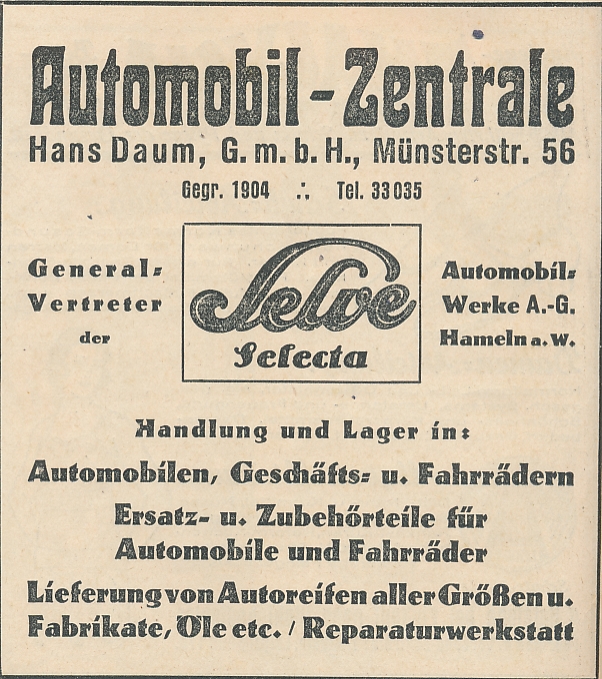 Automobil-Zentrale
Hans Daum, G. m. b. H., Münsterstr. 56
Gegr. 1904 ∴ Tel. 33035
General-
Vertreter
der
Selve
Selecta
Automobil-
Werke A.-G.
Hameln a. W.
Handlung und Lager in:
Automobilen, Geschäfts- u. Fahrrädern
Ersatz- u. Zubehörteile für
Automobile und Fahrräder
Lieferung von Autoreifen aller Größen u.
Fabrikate, Öle etc. / Reparaturwerkstatt